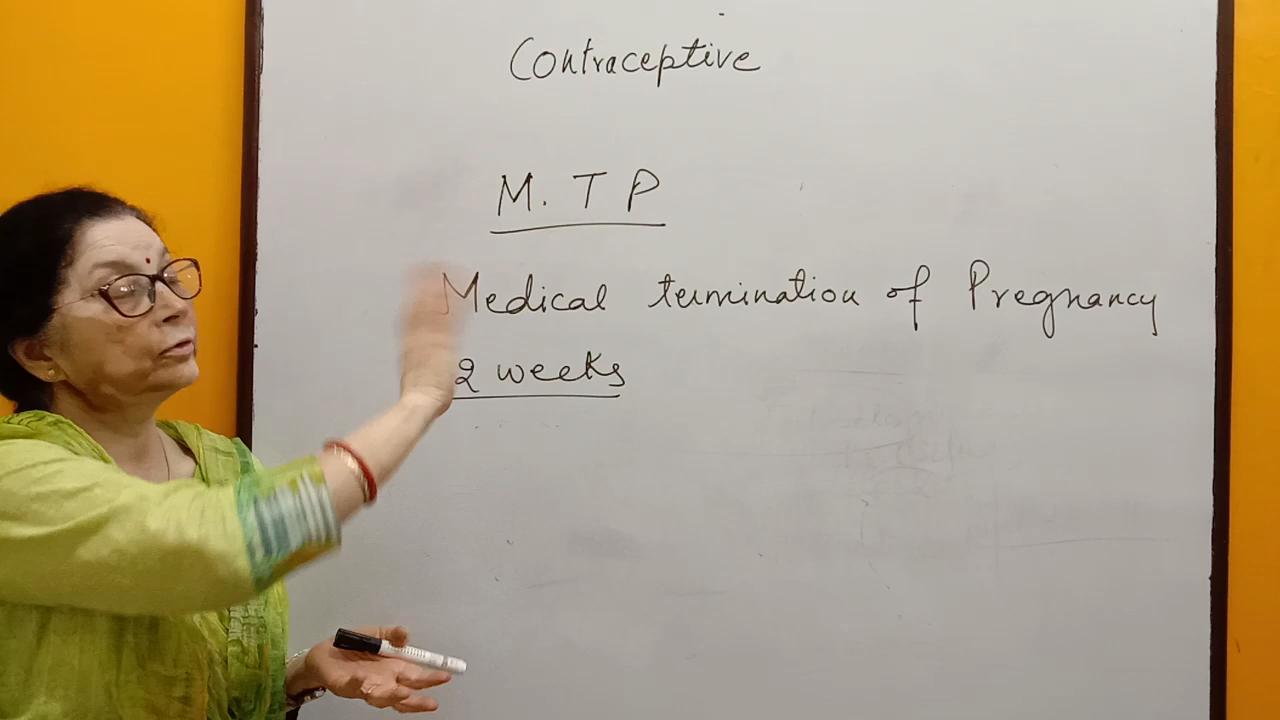 Contraceptive
M. T P
Medical termination of Pregnancy
2 weeks